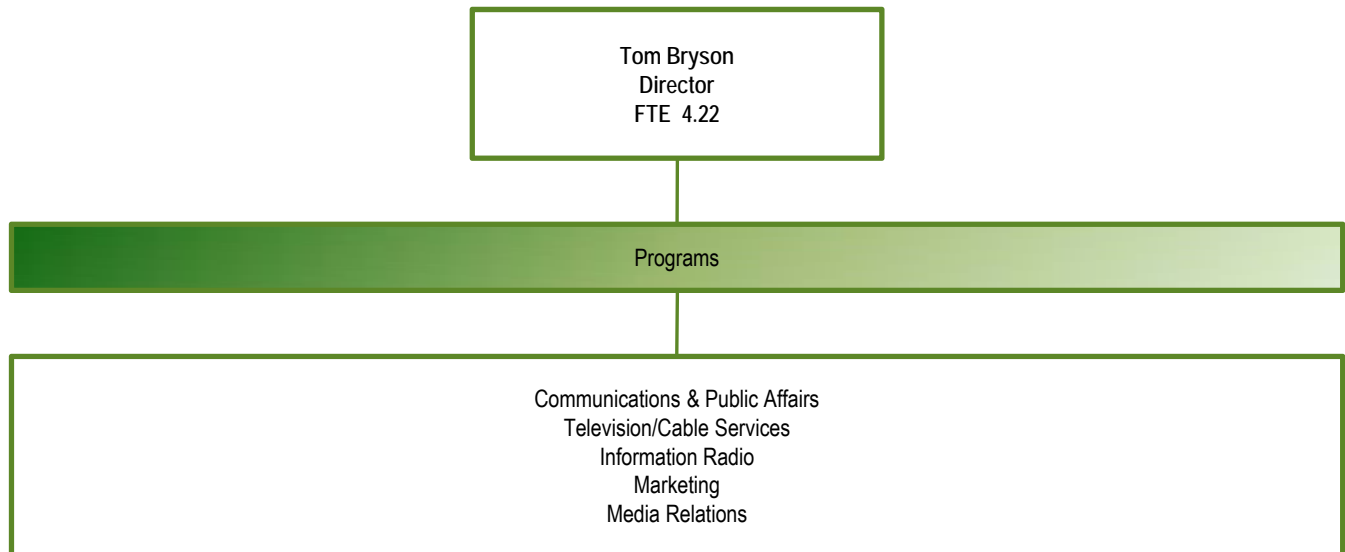 Tom Bryson
Director
FTE 4.22
Programs
Communications & Public Affairs
Television/Cable Services
Information Radio
Marketing
Media Relations